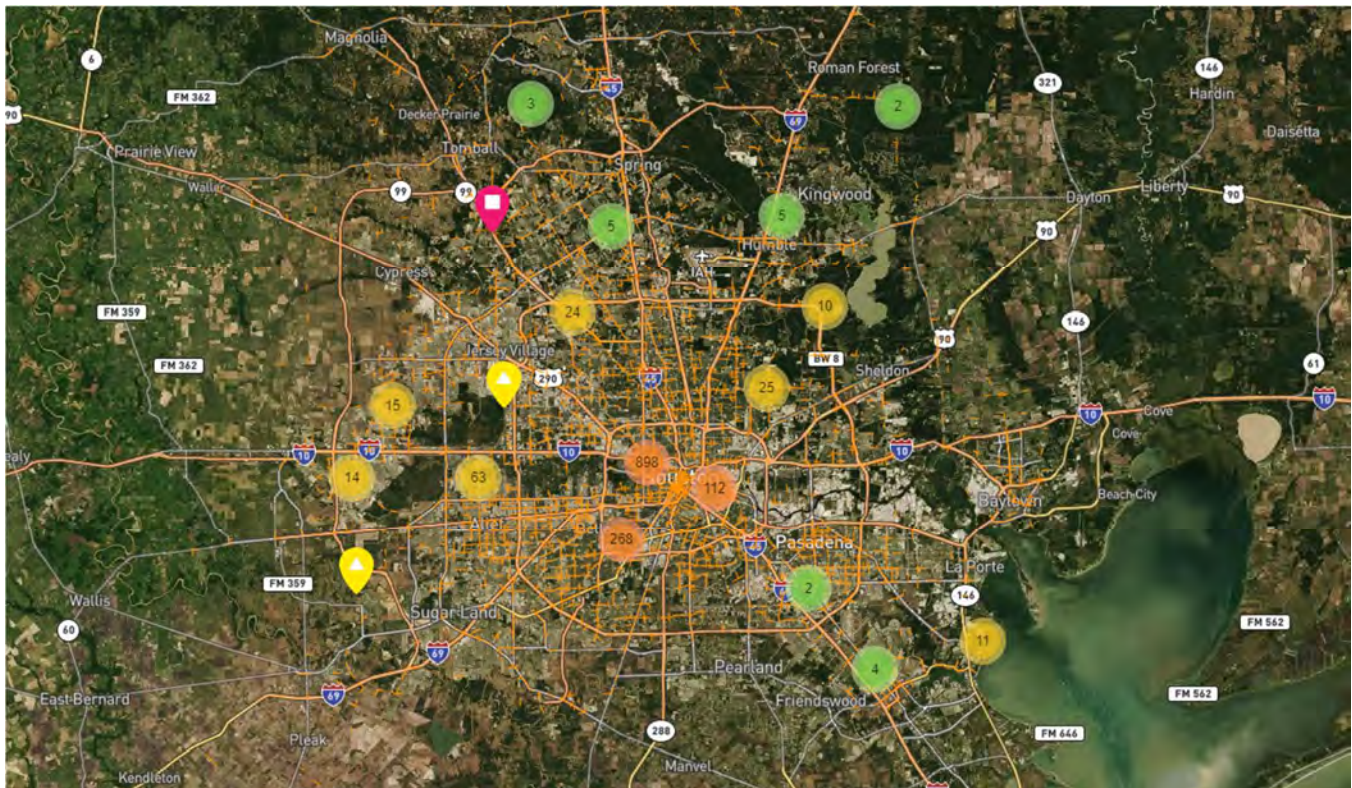 Magnolia
6
FM 362
45
Roman Forest
321
146
Hardin
3
2
90
Decker Prairie
69
Daisetta
Prairie View
Tomball
Spring
Waller
99
99
Kingwood
Dayton
Liberty
90
90
5
5
90
Humble
IAH
Cypress
FM 359
24
10
146
90
Jersey Village
BW 8
61
FM 362
290
45
Sheldon
25
15
10
10
Cove
Cove
10
10
10
10
898
14
63
112
Baytown
Beach City
268
45
Pasadena
FM 359
La Porte
2
146
Wallis
Sugar Land
60
11
FM 562
69
Pearland
4
69
East Bernard
Friendswood
FM 562
288
FM 646
Pleak
Manvel
Kendleton